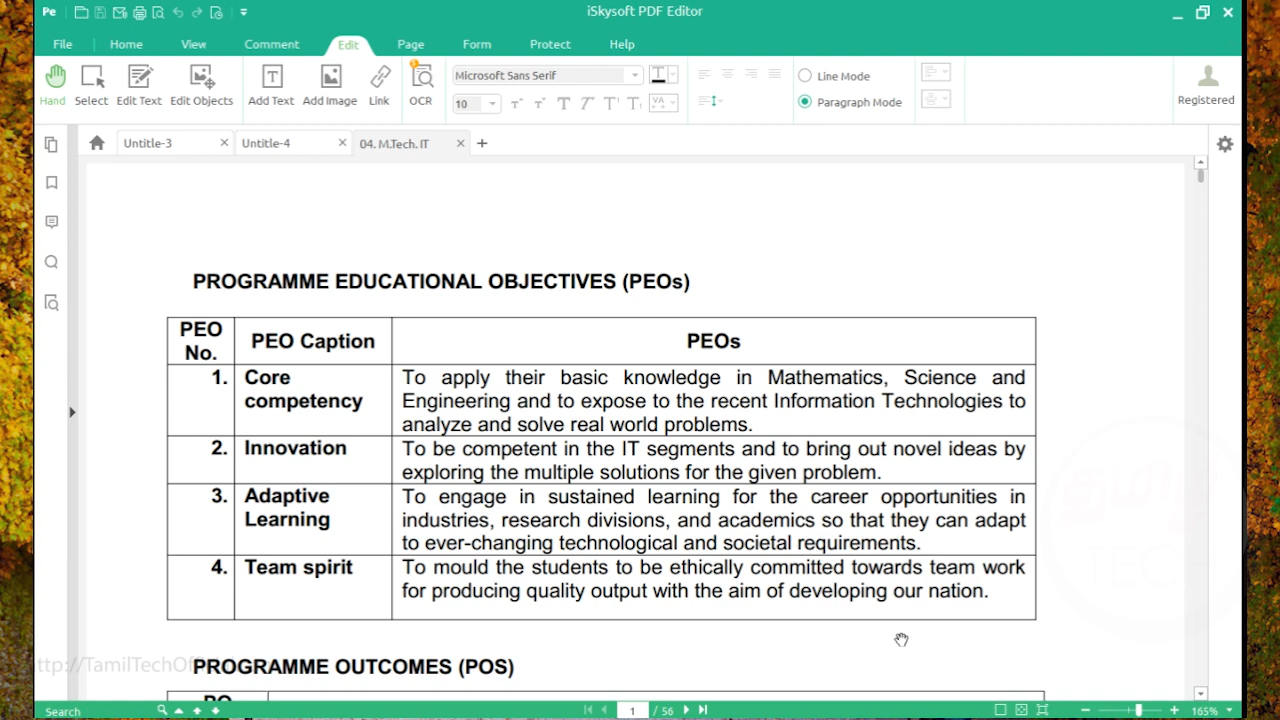 Pe
iSkysoft PDF Editor
File Home View Comment Edit Page Form Protect Help
Hand Select Edit Text Edit Objects Add Text Add Image Link OCR
Microsoft Sans Serif
10
Line Mode
Paragraph Mode
Registered
Untitle-3 Untitle-4 04. M.Tech. IT
PROGRAMME EDUCATIONAL OBJECTIVES (PEOs)
PEO No. PEO Caption PEOs
1. Core competency
To apply their basic knowledge in Mathematics, Science and
Engineering and to expose to the recent Information Technologies to
analyze and solve real world problems.
2. Innovation
To be competent in the IT segments and to bring out novel ideas by
exploring the multiple solutions for the given problem.
3. Adaptive Learning
To engage in sustained learning for the career opportunities in
industries, research divisions, and academics so that they can adapt
to ever-changing technological and societal requirements.
4. Team spirit
To mould the students to be ethically committed towards team work
for producing quality output with the aim of developing our nation.
தமிழ்
TECH
PROGRAMME OUTCOMES (POS)
Search
1 / 56
165%